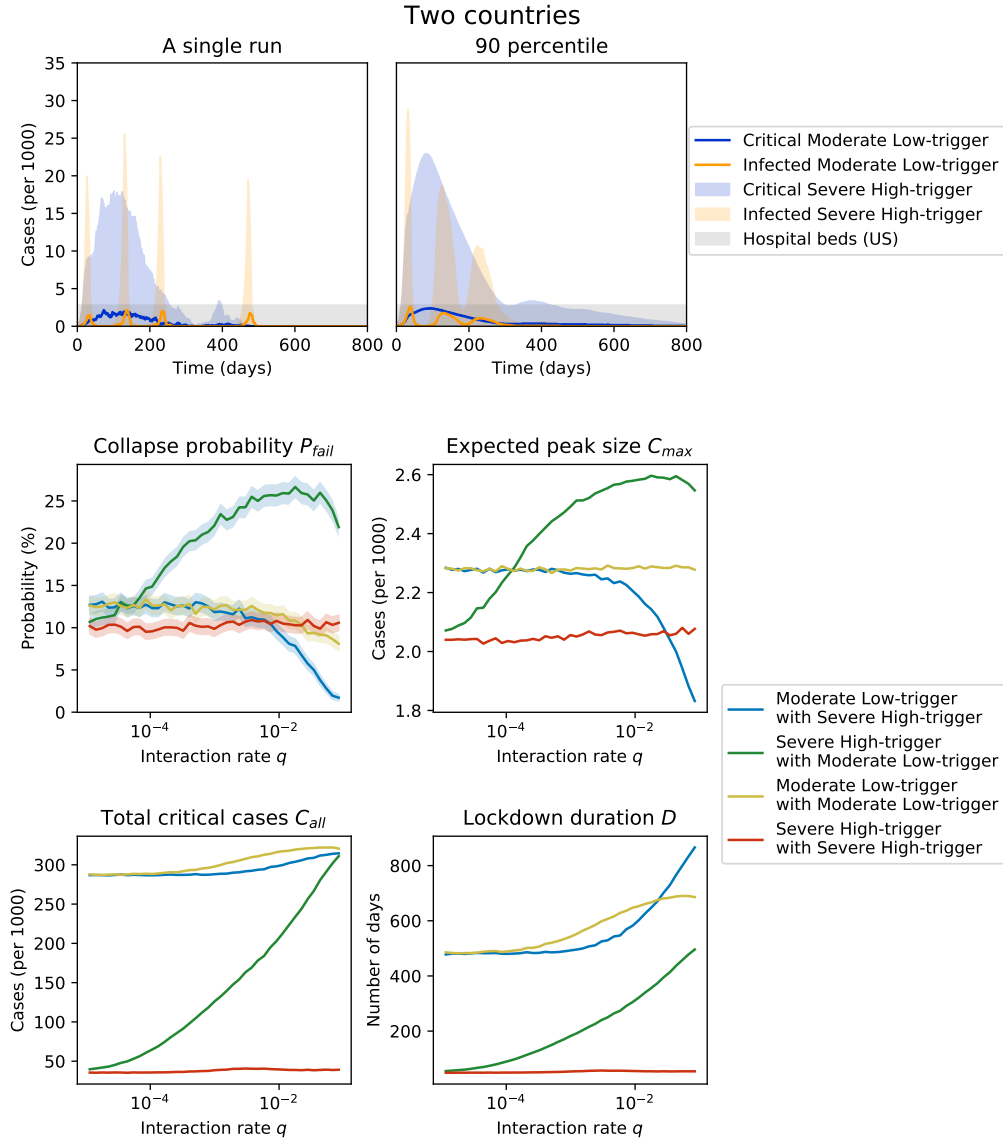 Two countries
A single run
90 percentile
35
30
25
20
15
10
5
0
Cases (per 1000)
0 200 400 600 800
Time (days)
0 200 400 600 800
Time (days)
Critical Moderate Low-trigger
Infected Moderate Low-trigger
Critical Severe High-trigger
Infected Severe High-trigger
Hospital beds (US)
Collapse probability P_fail
25
20
15
10
5
0
Probability (%)
10⁻⁴ 10⁻²
Interaction rate q
Expected peak size C_max
2.6
2.4
2.2
2.0
1.8
Cases (per 1000)
10⁻⁴ 10⁻²
Interaction rate q
Moderate Low-trigger
with Severe High-trigger
Severe High-trigger
with Moderate Low-trigger
Moderate Low-trigger
with Moderate Low-trigger
Severe High-trigger
with Severe High-trigger
Total critical cases C_all
300
250
200
150
100
50
Cases (per 1000)
10⁻⁴ 10⁻²
Interaction rate q
Lockdown duration D
800
600
400
200
Number of days
10⁻⁴ 10⁻²
Interaction rate q